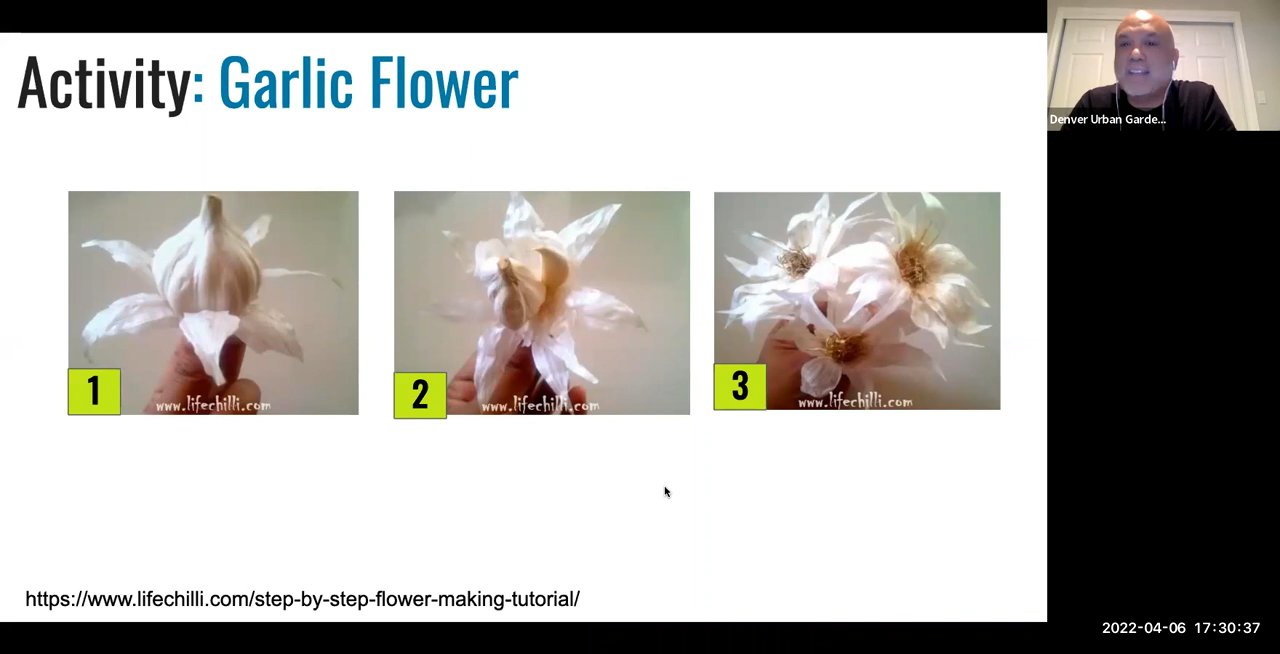 Activity: Garlic Flower
Denver Urban Garde...
1
www.lifechilli.com
2
www.lifechilli.com
3
www.lifechilli.com
https://www.lifechilli.com/step-by-step-flower-making-tutorial/
2022-04-06 17:30:37